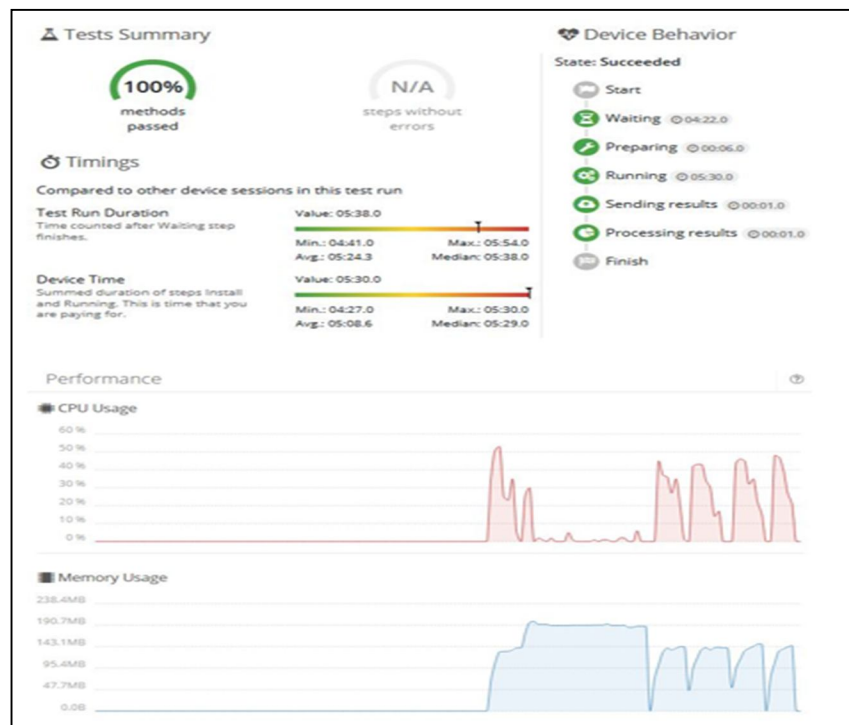 Tests Summary
100%
methods
passed
N/A
steps without
errors
Timings
Compared to other device sessions in this test run
Test Run Duration
Time counted after Waiting step
finishes.
Value: 05:38.0
Min.: 04:41.0 Max.: 05:54.0
Avg.: 05:24.3 Median: 05:38.0
Device Time
Summed duration of steps Install
and Running. This is time that you
are paying for.
Value: 05:30.0
Min.: 04:27.0 Max.: 05:30.0
Avg.: 05:08.6 Median: 05:29.0
Device Behavior
State: Succeeded
Start
Waiting 04:22.0
Preparing 00:06.0
Running 05:30.0
Sending results 00:01.0
Processing results 00:01.0
Finish
Performance
?
CPU Usage
60 %
50 %
40 %
30 %
20 %
10 %
0 %
Memory Usage
238.4MB
190.7MB
143.1MB
95.4MB
47.7MB
0.0B